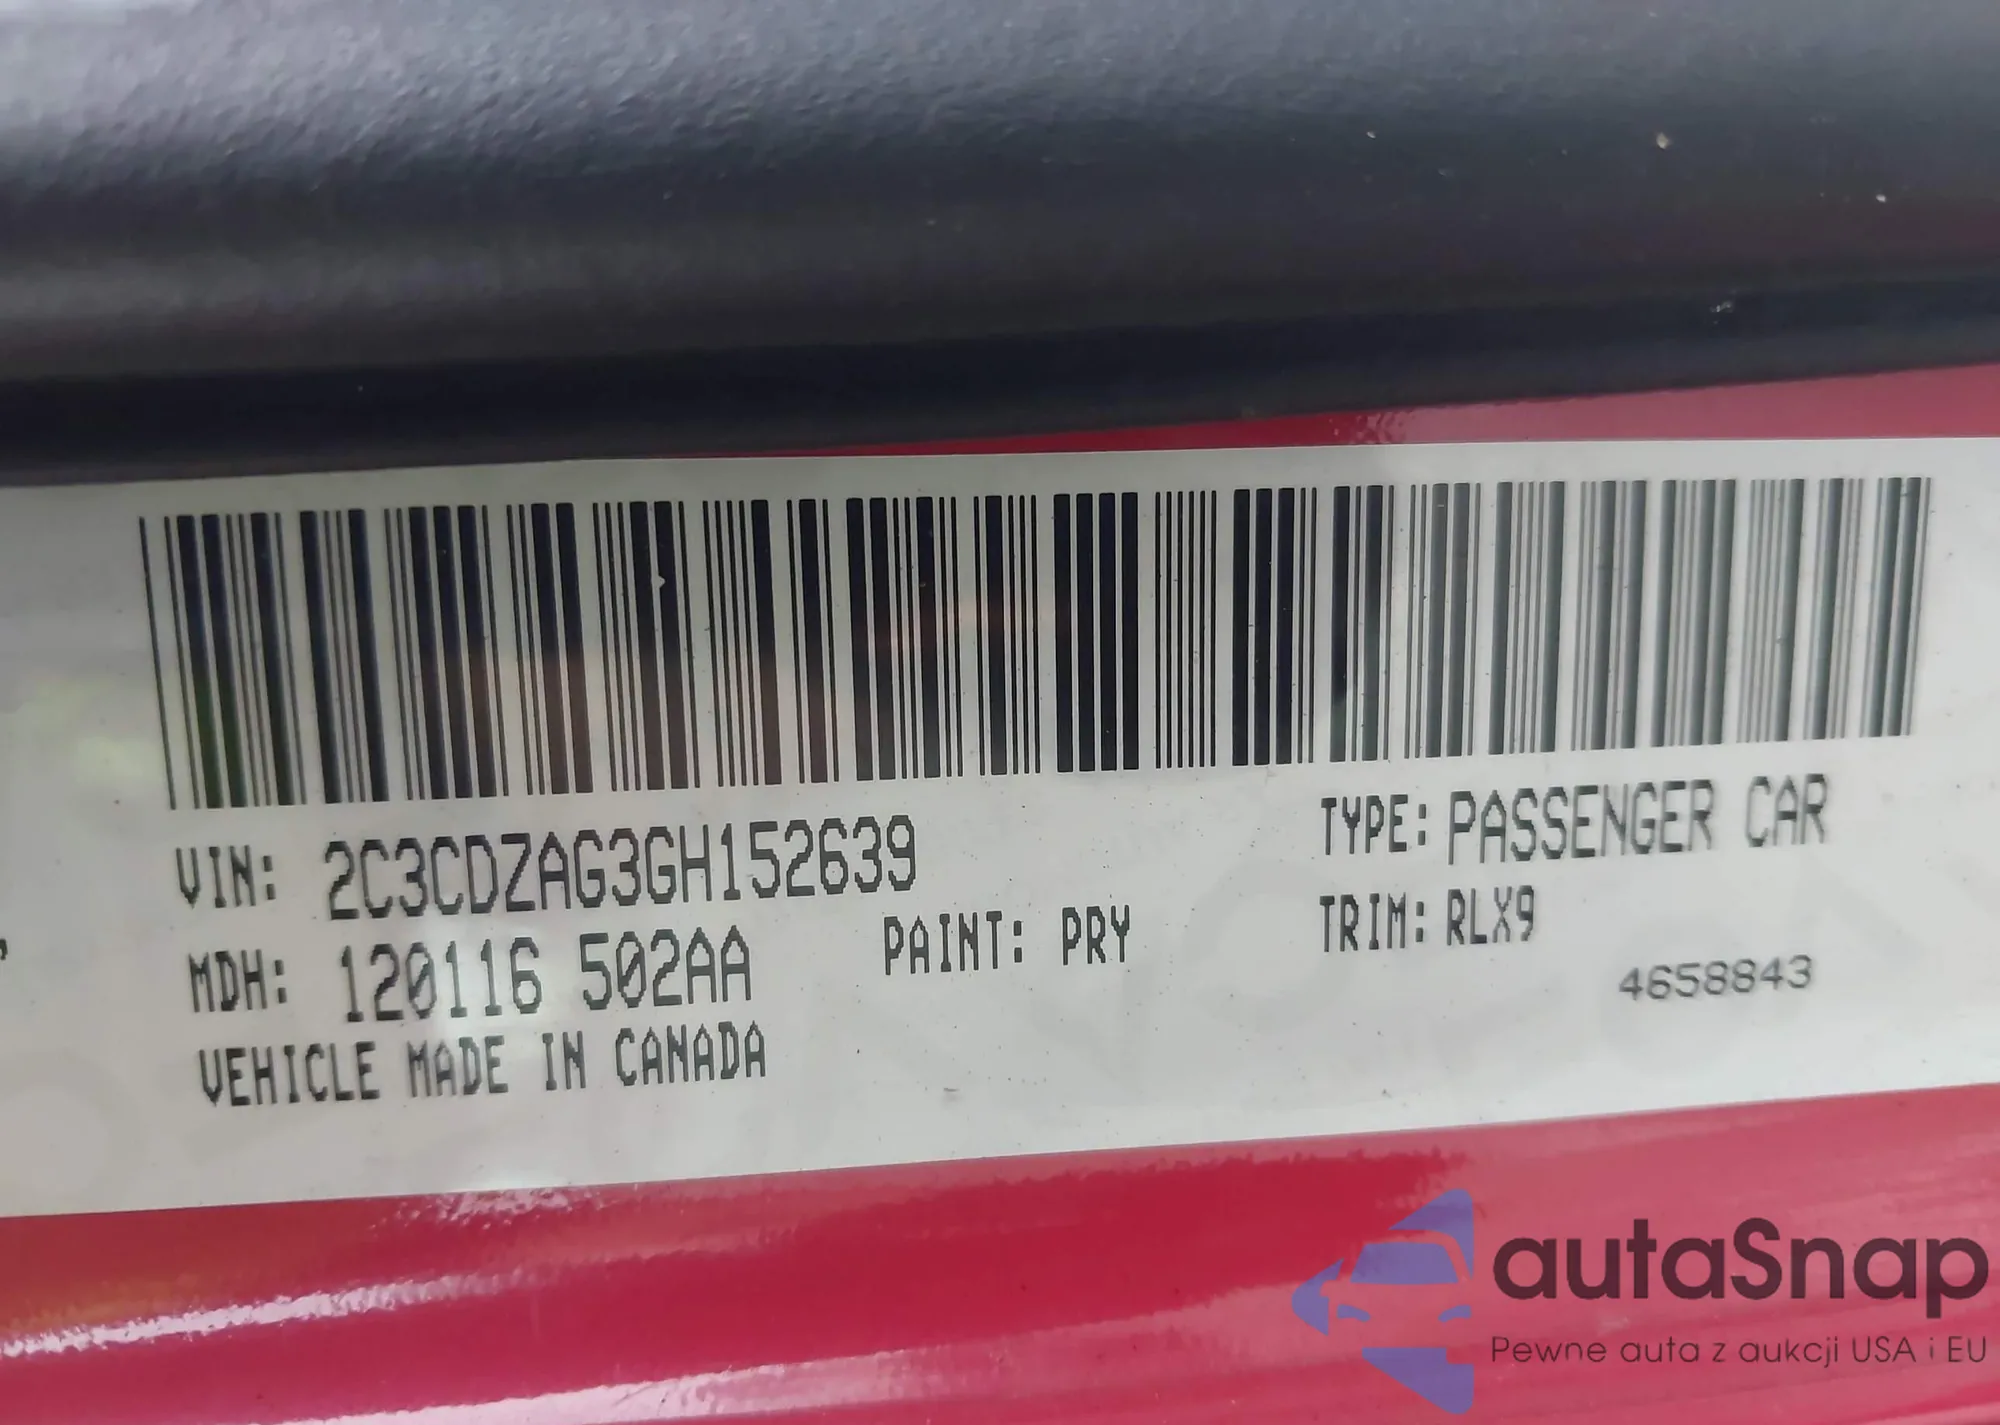 VIN: 2C3CDZAG3GH152639
TYPE: PASSENGER CAR
MDH: 120116 502AA
PAINT: PRY
TRIM: RLX9
4658843
VEHICLE MADE IN CANADA
autaSnap
Pewne auta z aukcji USA i EU